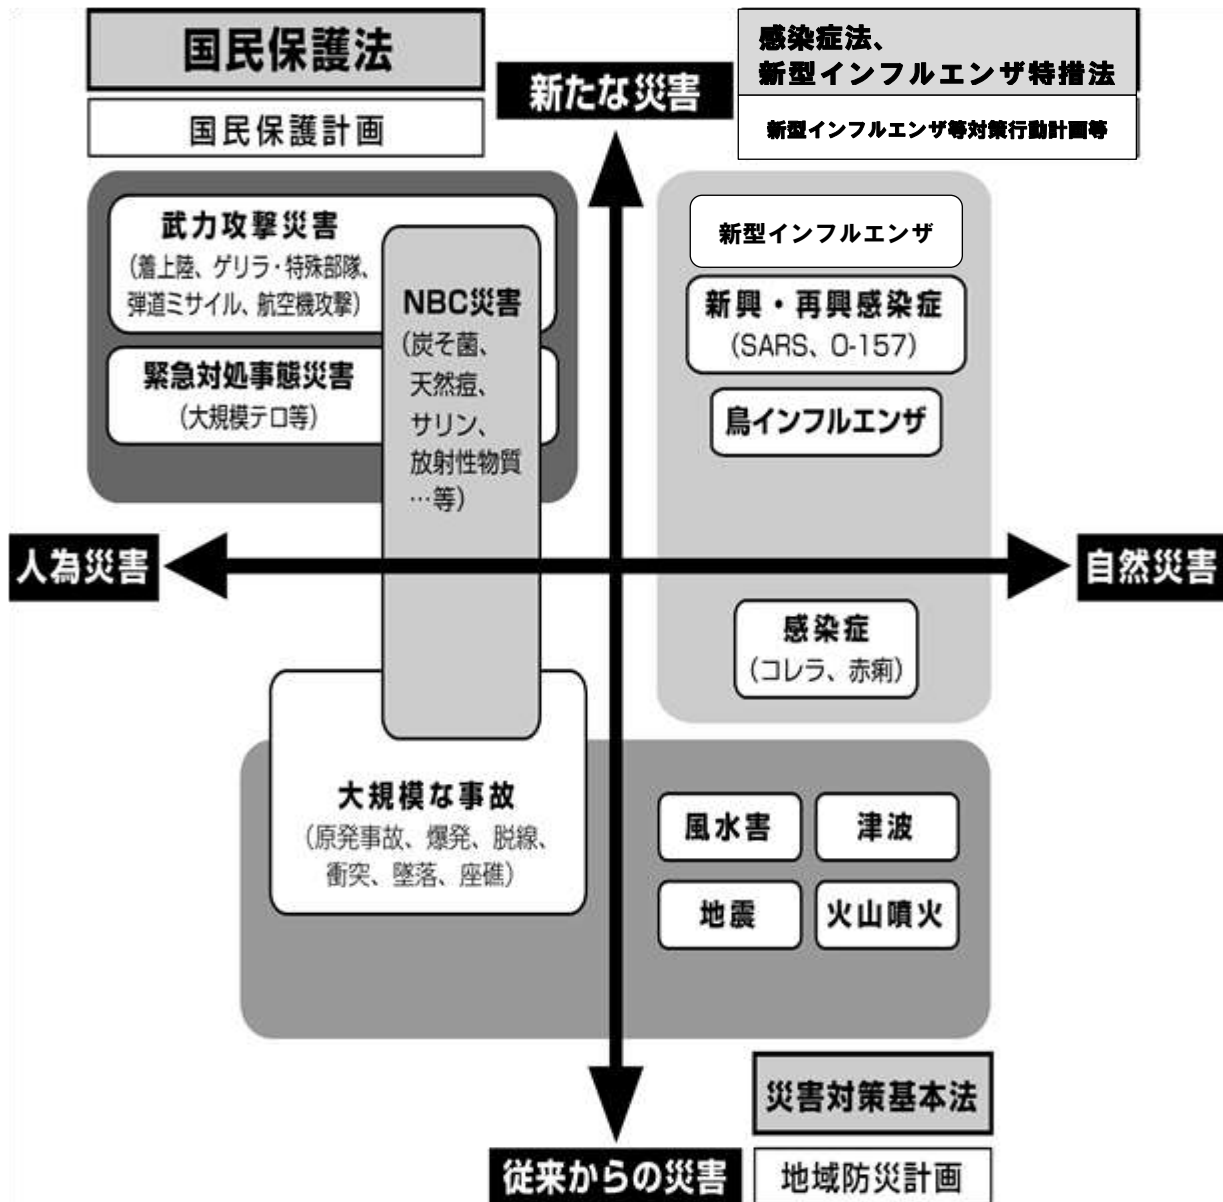 国民保護法
国民保護計画
新たな災害
感染症法、
新型インフルエンザ特措法
新型インフルエンザ等対策行動計画等
武力攻撃災害
(着上陸、ゲリラ・特殊部隊、
弾道ミサイル、航空機攻撃)
緊急対処事態災害
(大規模テロ等)
NBC災害
(炭そ菌、
天然痘、
サリン、
放射性物質
…等)
新型インフルエンザ
新興・再興感染症
(SARS、O-157)
鳥インフルエンザ
人為災害
自然災害
感染症
(コレラ、赤痢)
大規模な事故
(原発事故、爆発、脱線、
衝突、墜落、座礁)
風水害
津波
地震
火山噴火
災害対策基本法
地域防災計画
従来からの災害